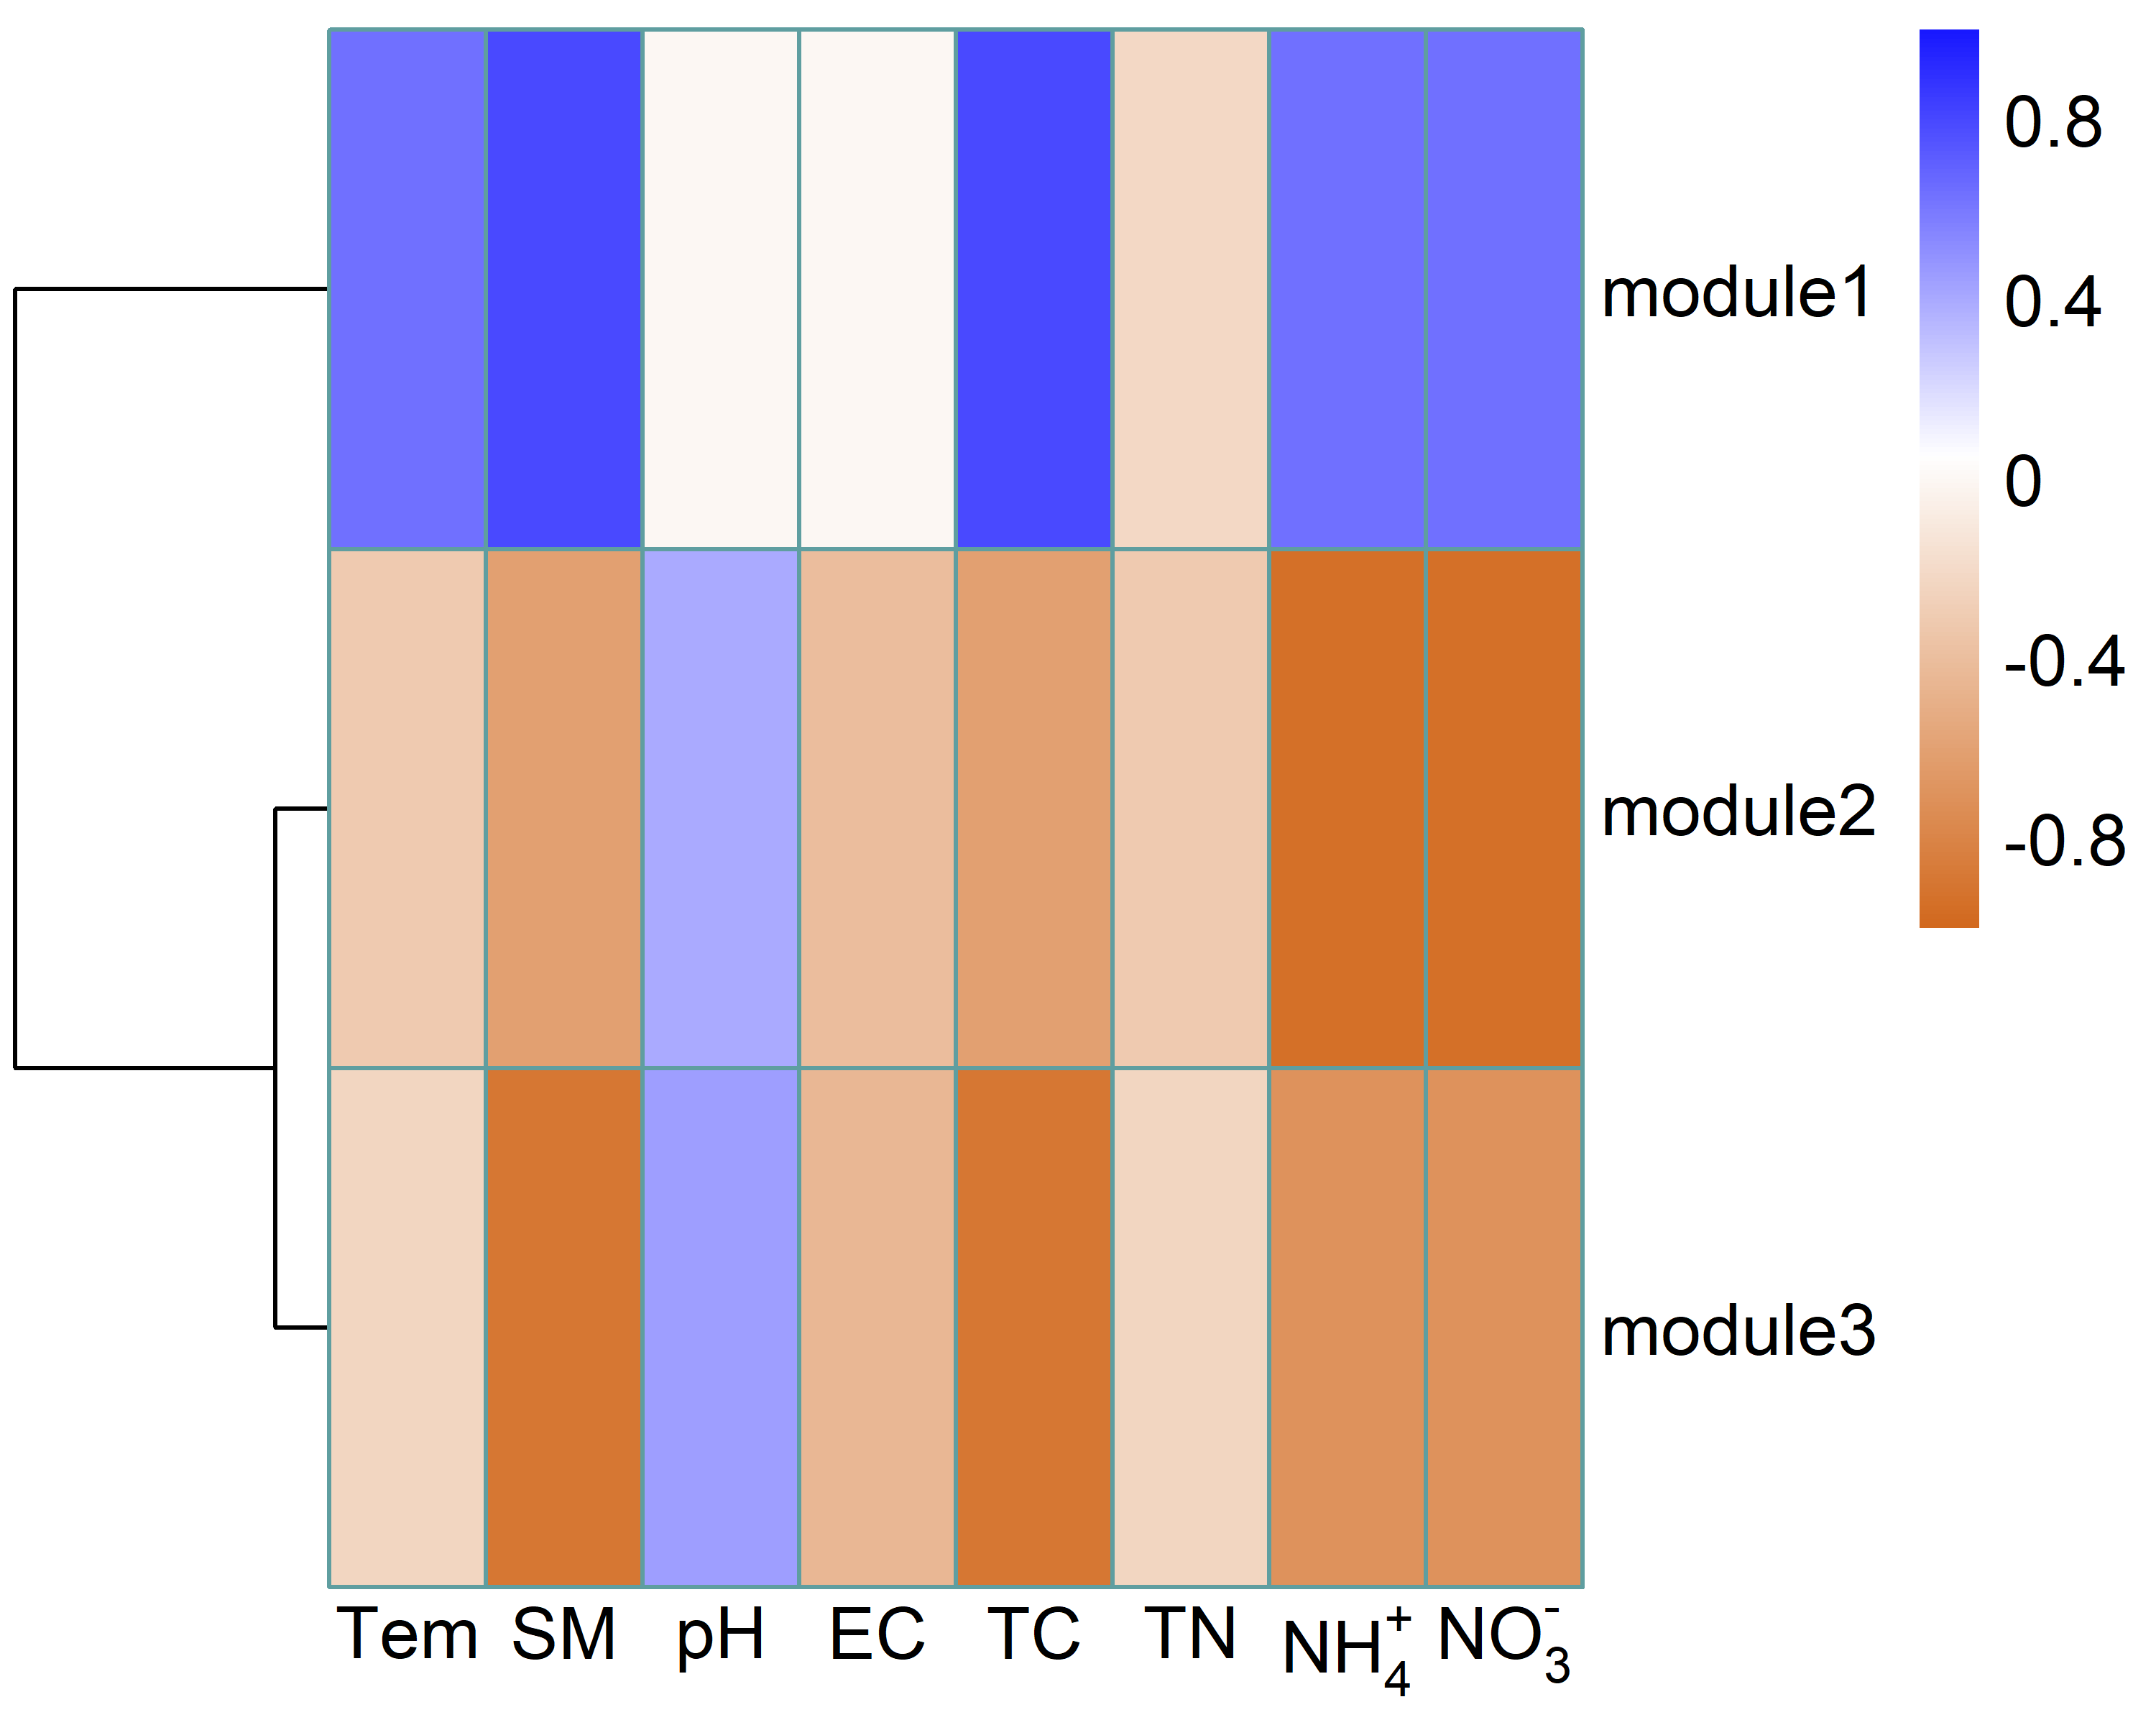 module1
module2
module3
0.8
0.4
0
-0.4
-0.8
Tem SM pH EC TC TN NH₄⁺ NO₃⁻